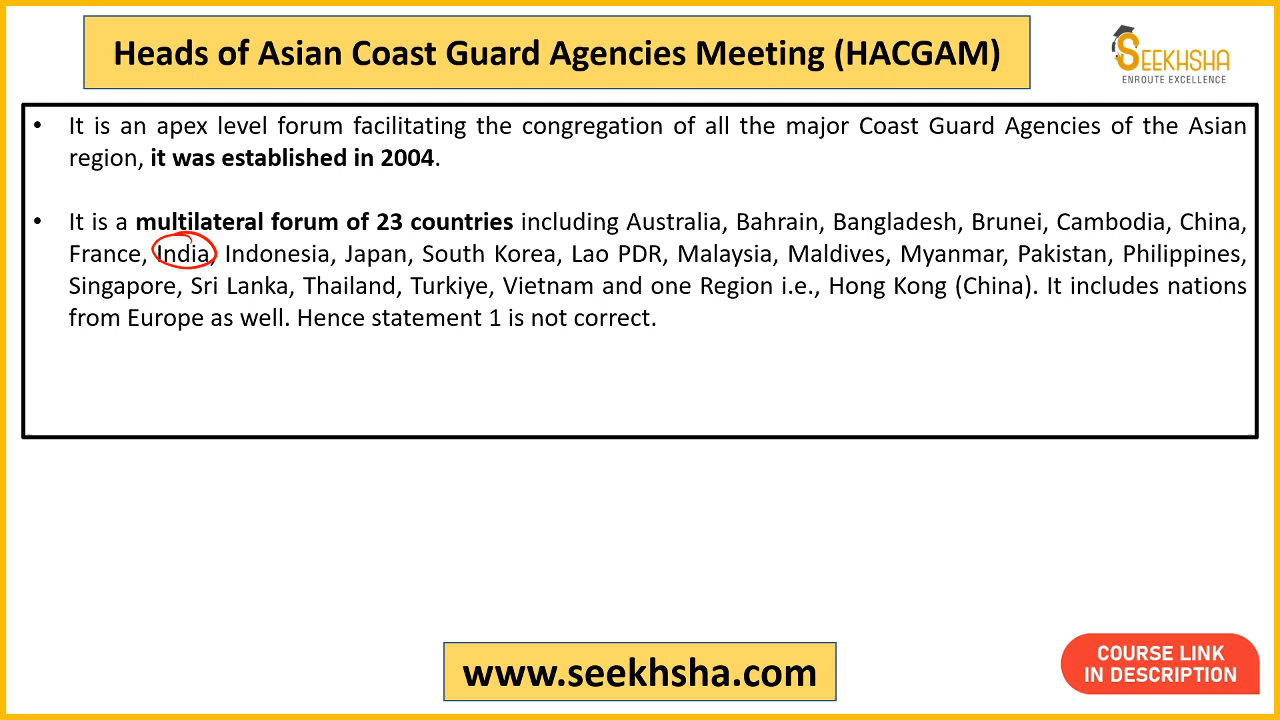 Heads of Asian Coast Guard Agencies Meeting (HACGAM)
SEEKHSHA
ENROUTE EXCELLENCE
• It is an apex level forum facilitating the congregation of all the major Coast Guard Agencies of the Asian
region, it was established in 2004.
• It is a multilateral forum of 23 countries including Australia, Bahrain, Bangladesh, Brunei, Cambodia, China,
France, India, Indonesia, Japan, South Korea, Lao PDR, Malaysia, Maldives, Myanmar, Pakistan, Philippines,
Singapore, Sri Lanka, Thailand, Turkiye, Vietnam and one Region i.e., Hong Kong (China). It includes nations
from Europe as well. Hence statement 1 is not correct.
www.seekhsha.com
COURSE LINK
IN DESCRIPTION